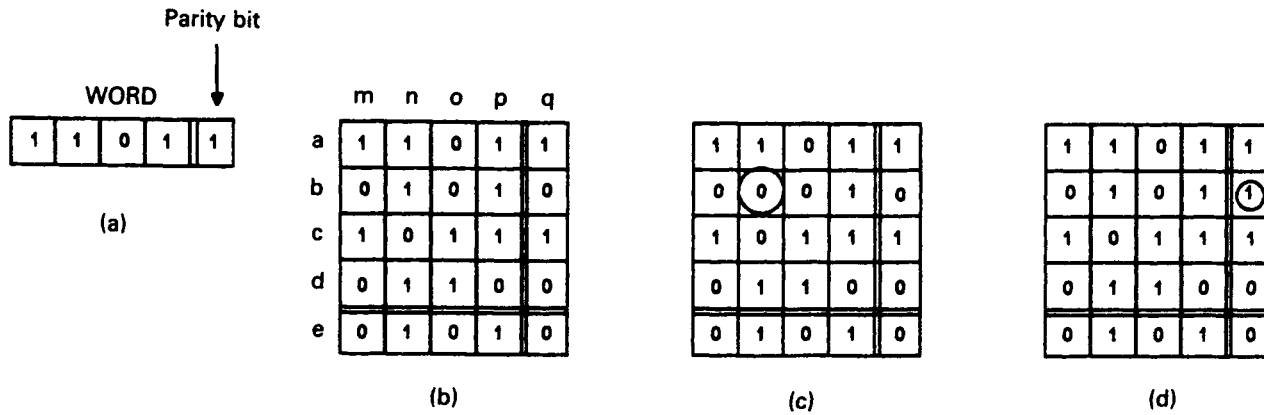 Parity bit
WORD
1 1 0 1 1
(a)
m n o p q
a 1 1 0 1 1
b 0 1 0 1 0
c 1 0 1 1 1
d 0 1 1 0 0
e 0 1 0 1 0
(b)
1 1 0 1 1
0 0 0 1 0
1 0 1 1 1
0 1 1 0 0
0 1 0 1 0
(c)
1 1 0 1 1
0 1 0 1 1
1 0 1 1 1
0 1 1 0 0
0 1 0 1 0
(d)